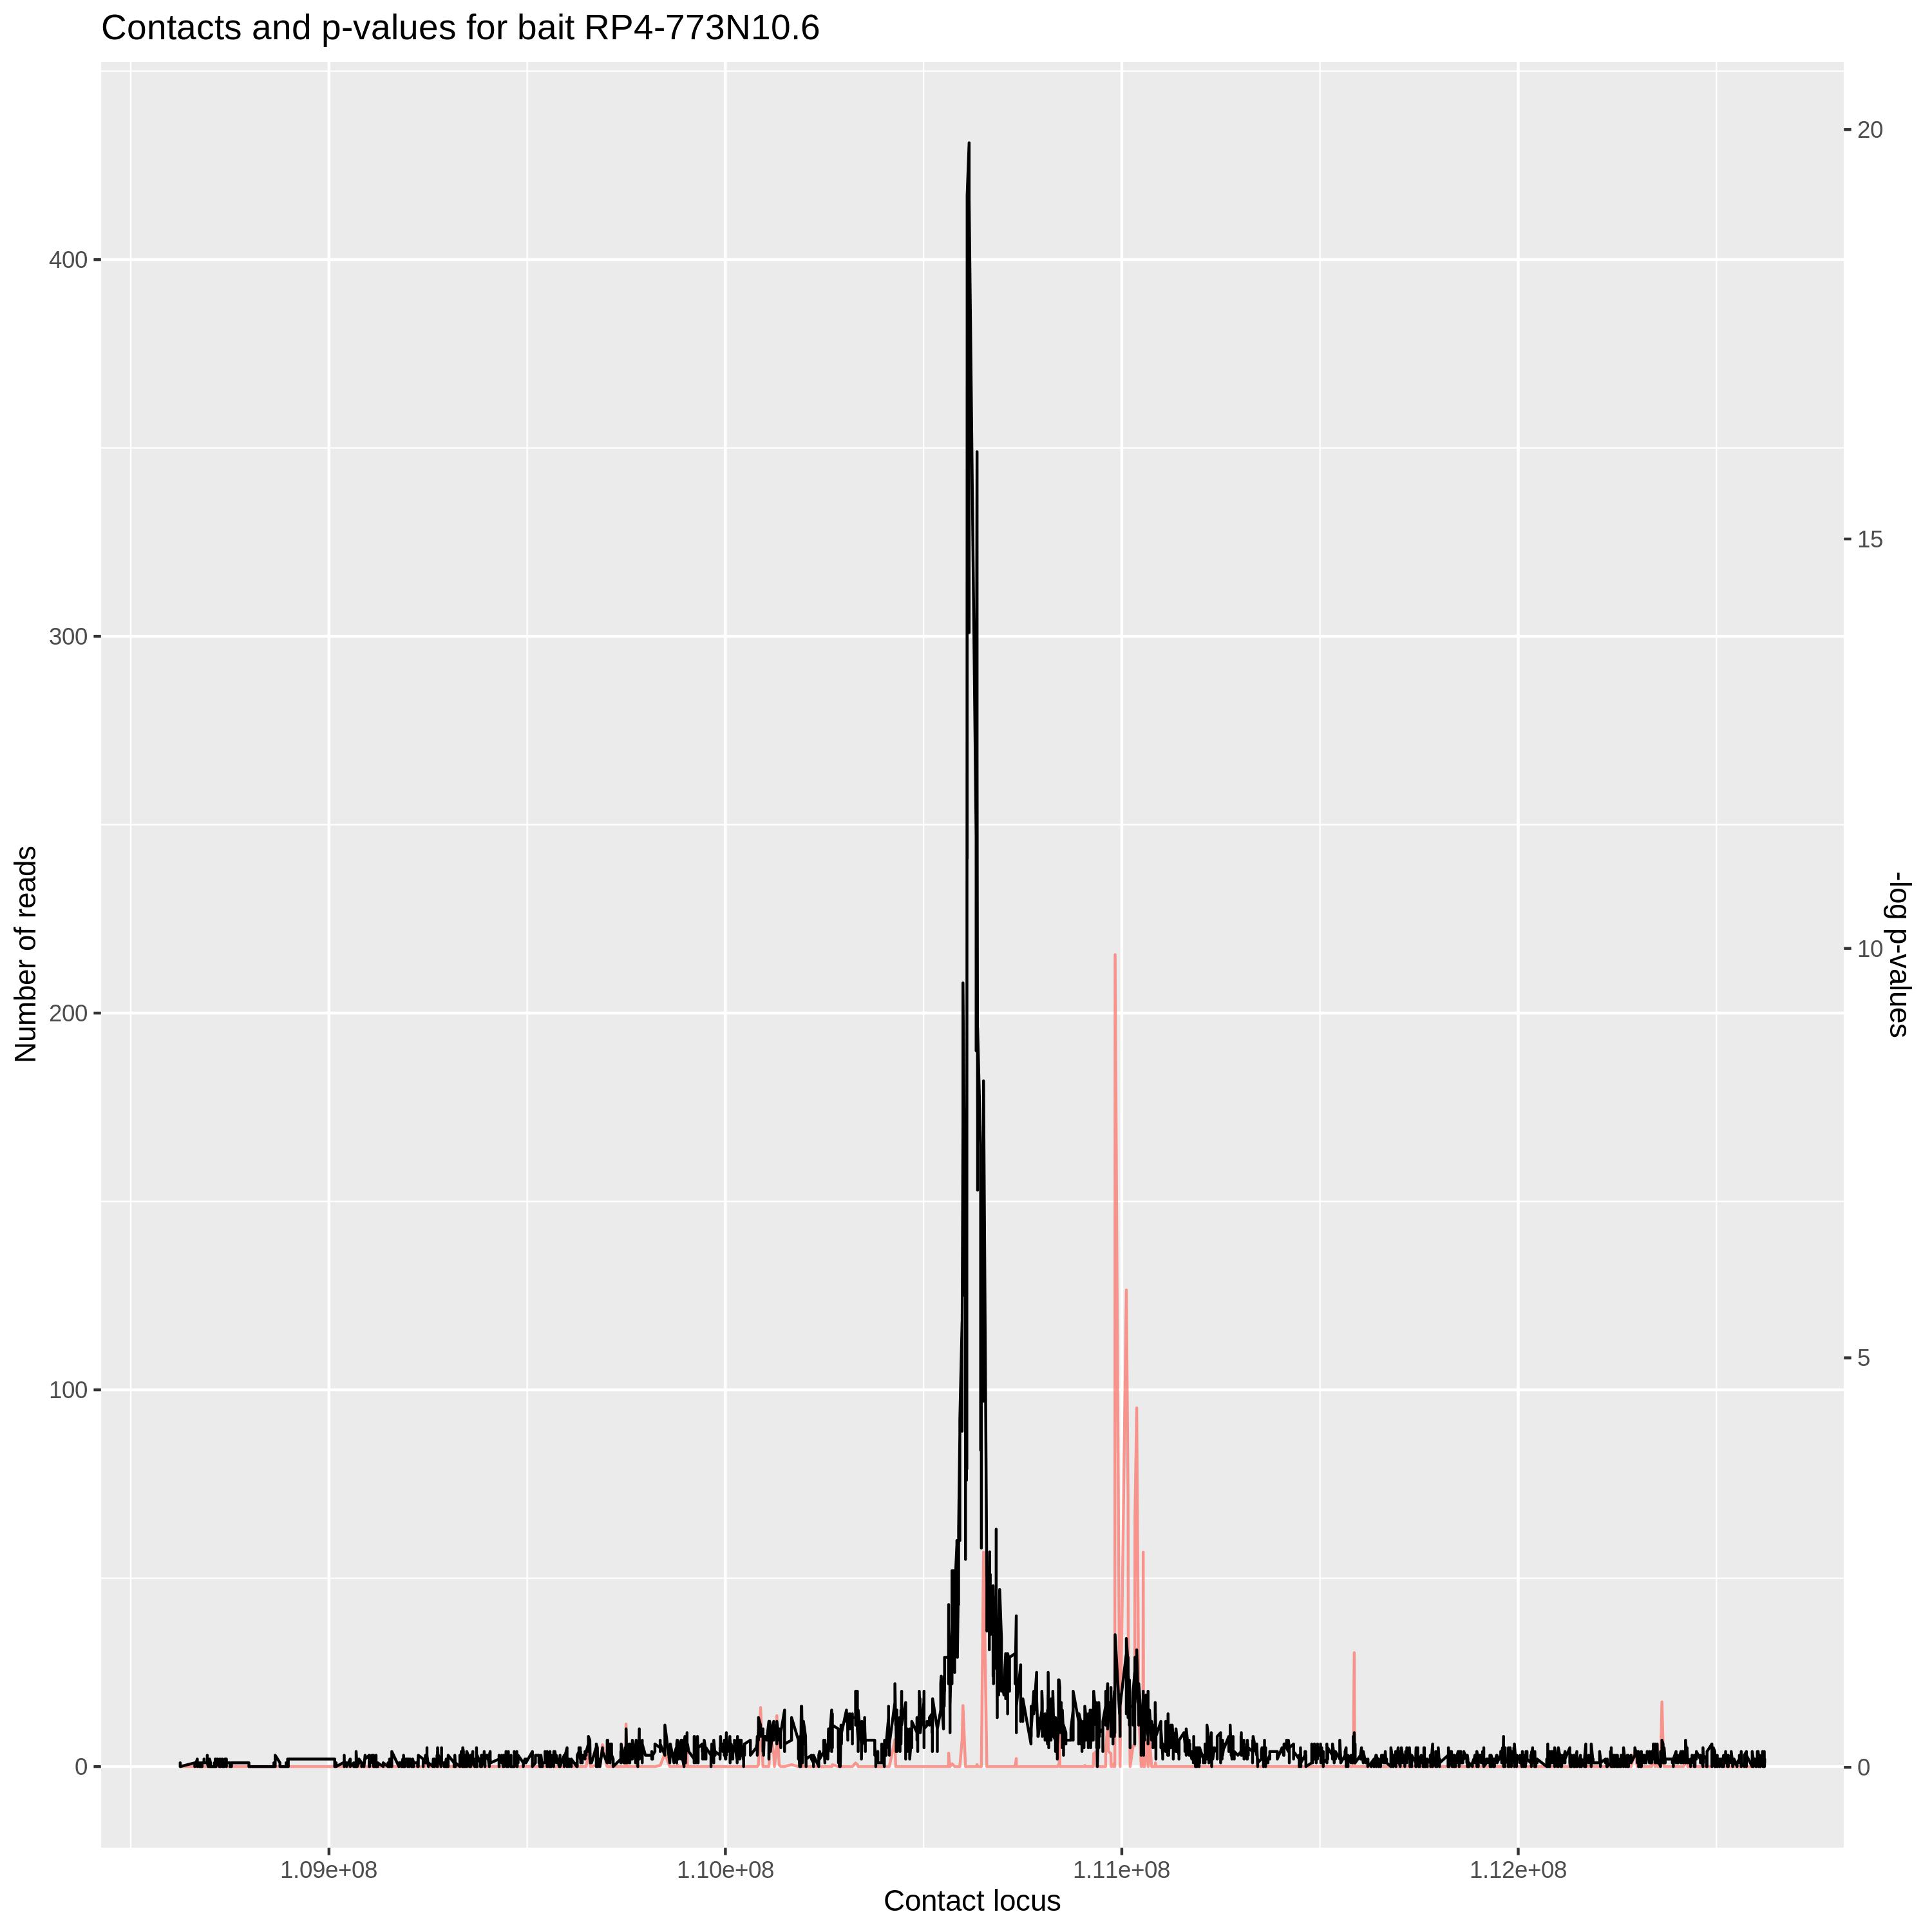 Contacts and p-values for bait RP4-773N10.6
Number of reads
400
300
200
100
0
20
15
10
5
0
-log p-values
1.09e+08 1.10e+08 1.11e+08 1.12e+08
Contact locus